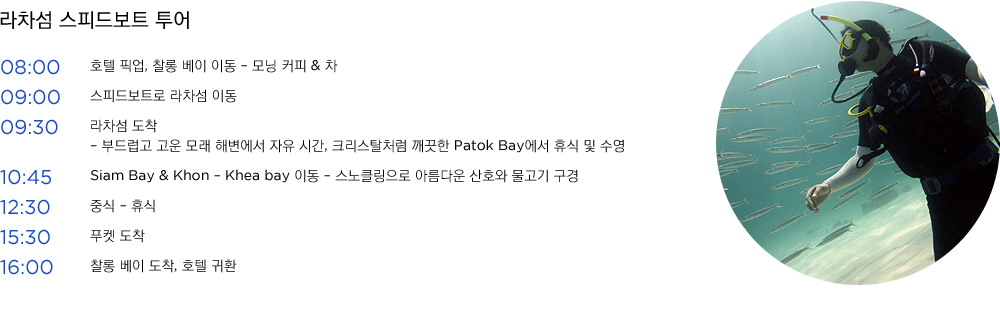 라차섬 스피드보트 투어
08:00 호텔 픽업, 찰롱 베이 이동 – 모닝 커피 & 차
09:00 스피드보트로 라차섬 이동
09:30 라차섬 도착
– 부드럽고 고운 모래 해변에서 자유 시간, 크리스탈처럼 깨끗한 Patok Bay에서 휴식 및 수영
10:45 Siam Bay & Khon – Khea bay 이동 – 스노클링으로 아름다운 산호와 물고기 구경
12:30 중식 – 휴식
15:30 푸켓 도착
16:00 찰롱 베이 도착, 호텔 귀환